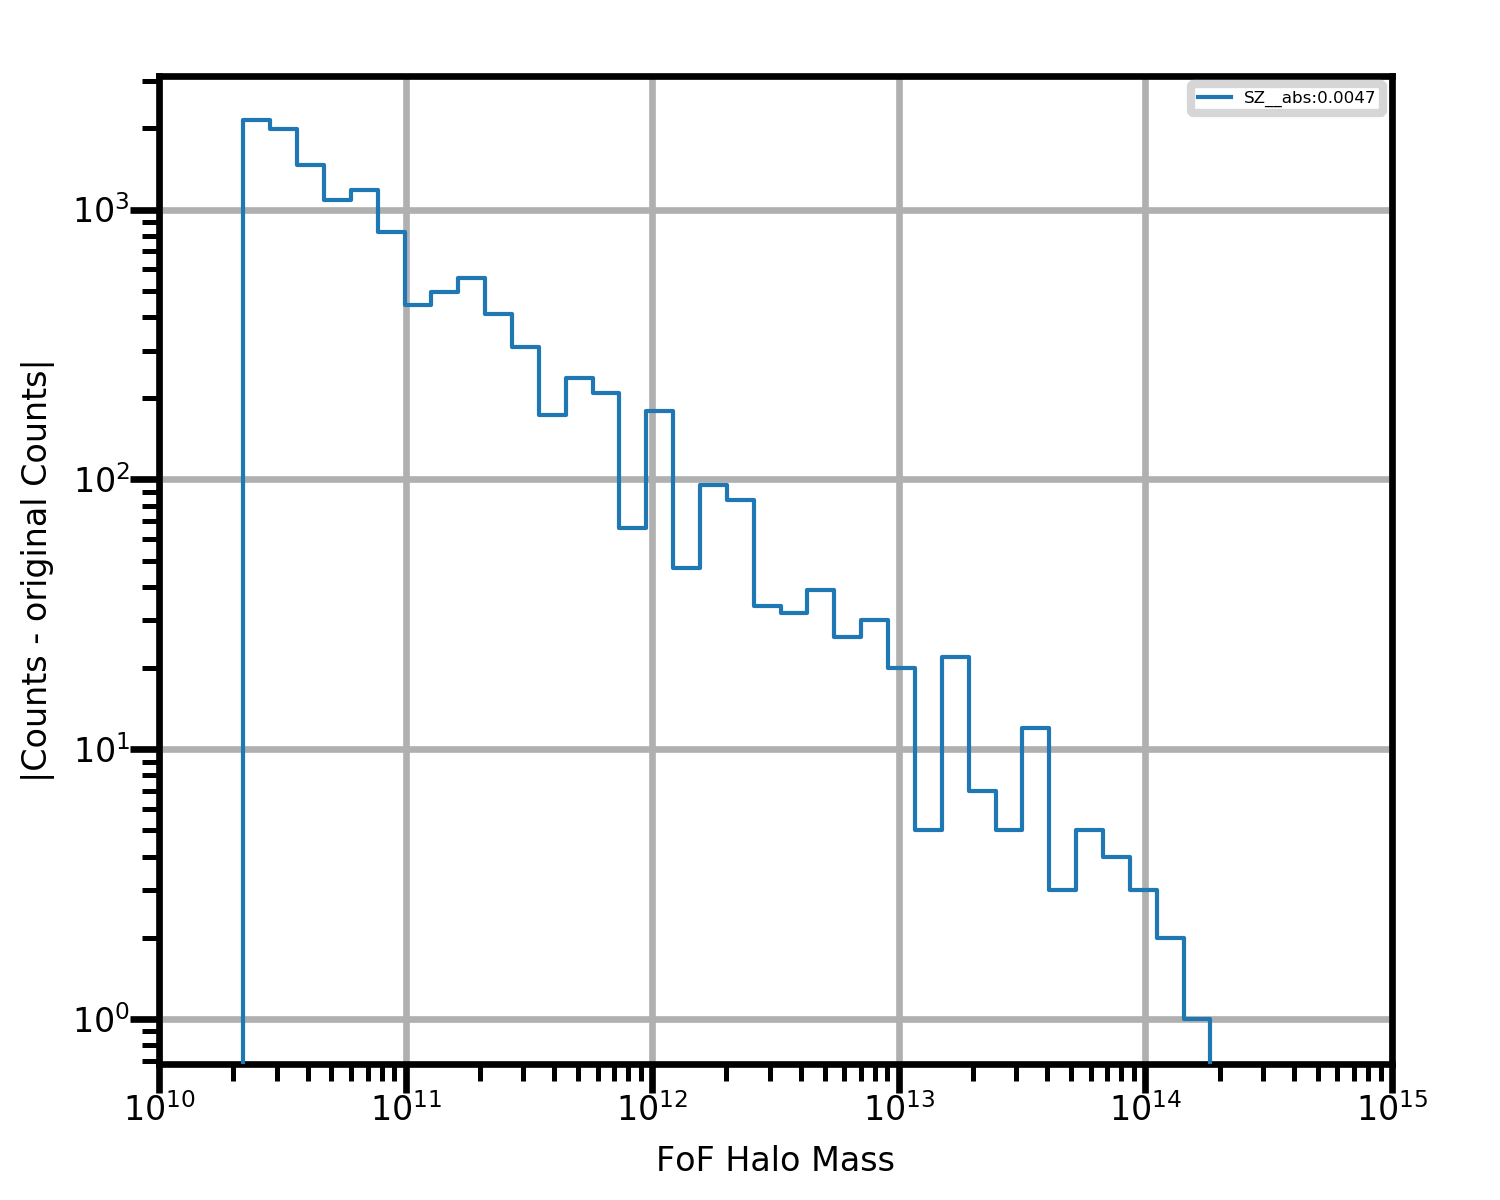 SZ__abs:0.0047
|Counts - original Counts|
10³
10²
10¹
10⁰
10¹⁰ 10¹¹ 10¹² 10¹³ 10¹⁴ 10¹⁵
FoF Halo Mass